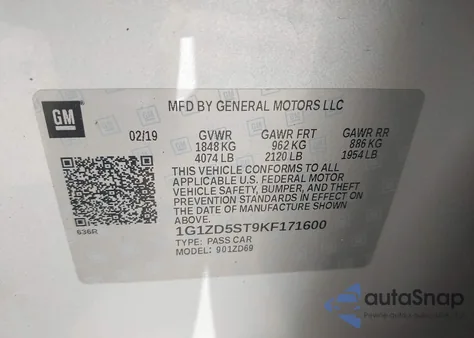 GM
MFD BY GENERAL MOTORS LLC
02/19 GVWR GAWR FRT GAWR RR
1848 KG 962 KG 886 KG
4074 LB 2120 LB 1954 LB
THIS VEHICLE CONFORMS TO ALL
APPLICABLE U.S. FEDERAL MOTOR
VEHICLE SAFETY, BUMPER, AND THEFT
PREVENTION STANDARDS IN EFFECT ON
THE DATE OF MANUFACTURE SHOWN
ABOVE.
636R
1G1ZD5ST9KF171600
TYPE: PASS CAR
MODEL: 901ZD69
autoSnap